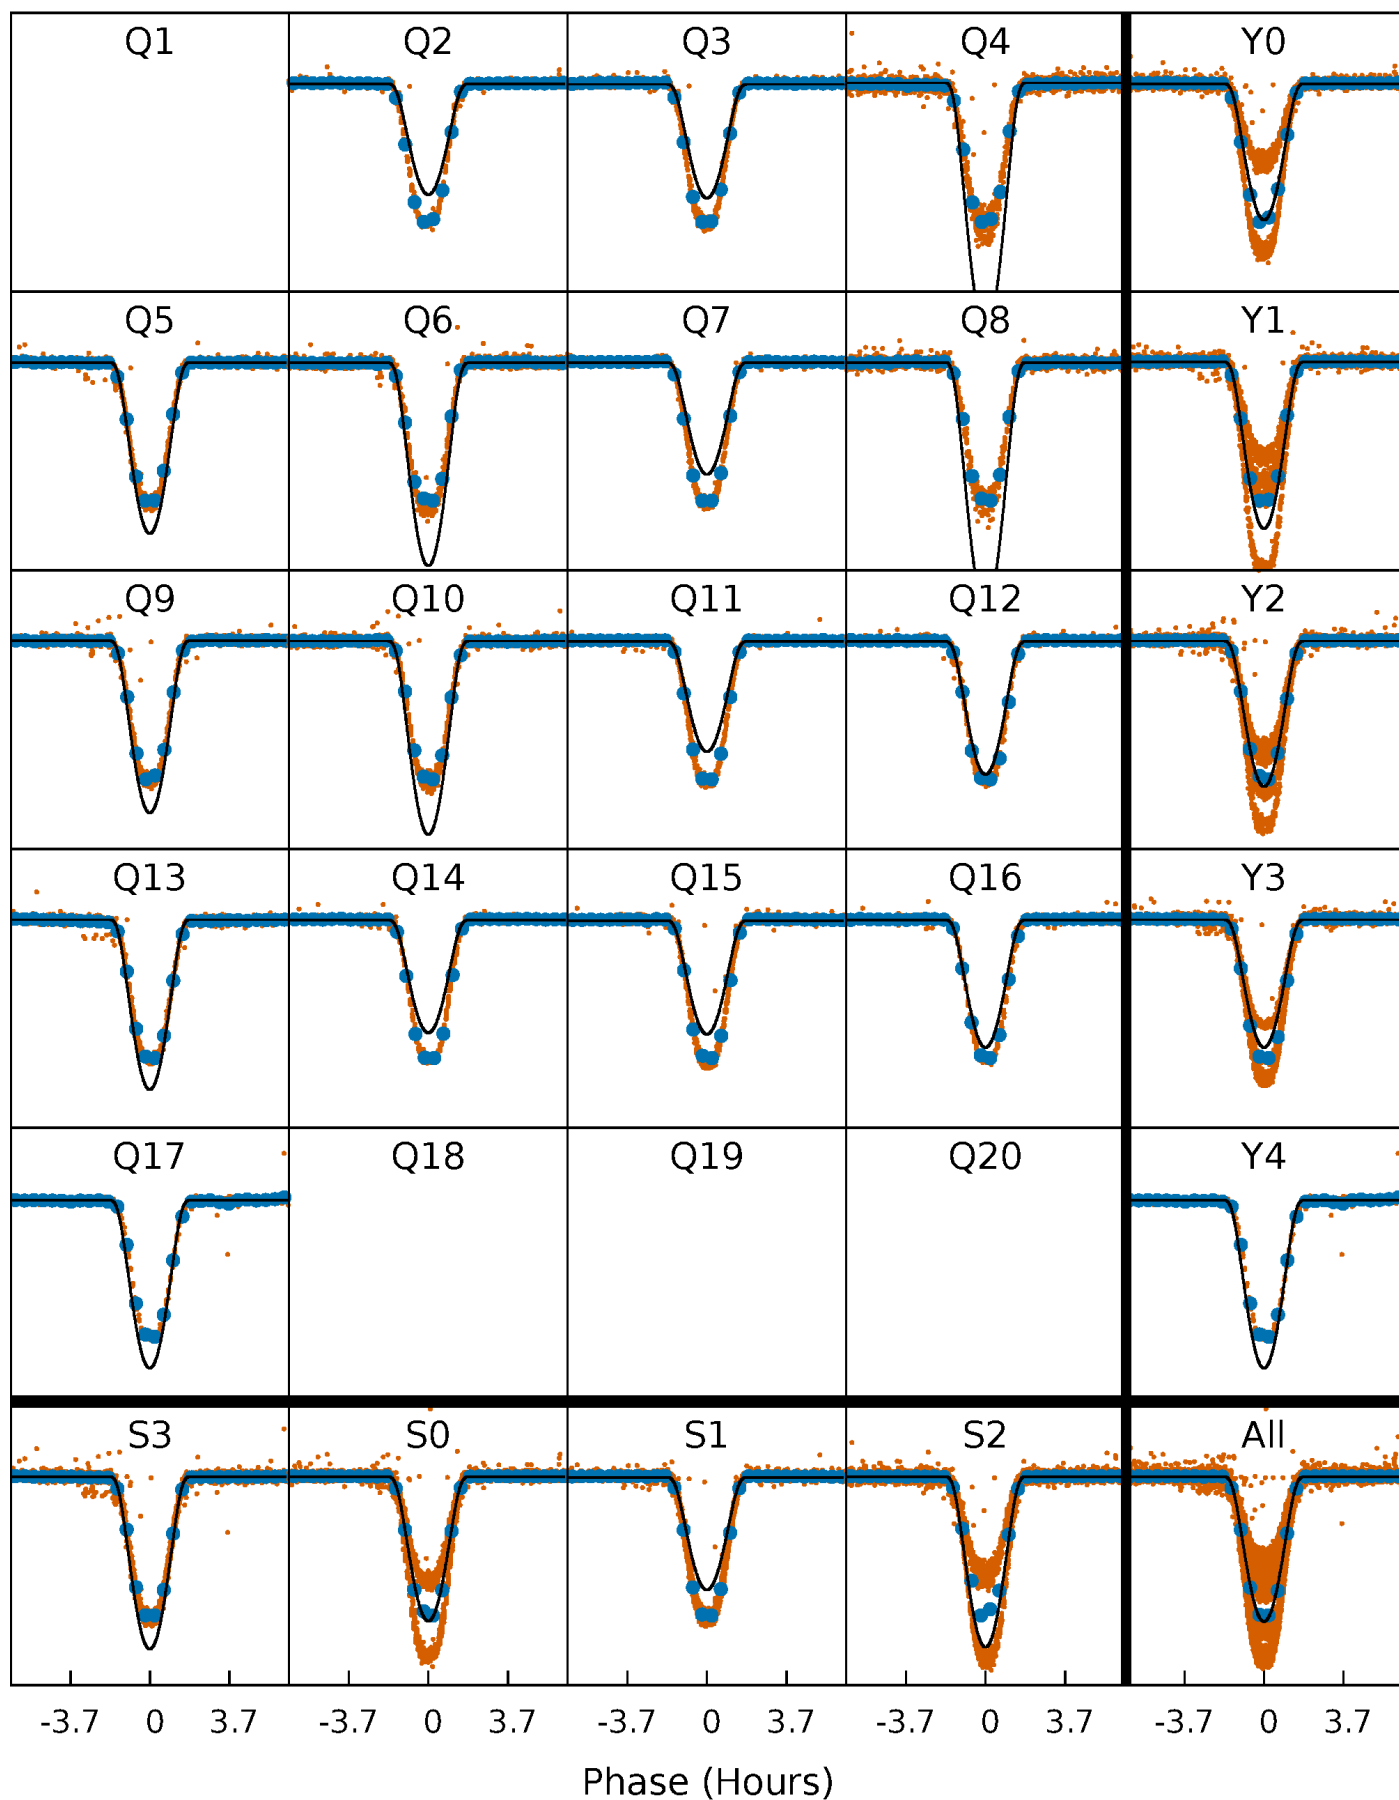 Q1 Q2 Q3 Q4 Y0
Q5 Q6 Q7 Q8 Y1
Q9 Q10 Q11 Q12 Y2
Q13 Q14 Q15 Q16 Y3
Q17 Q18 Q19 Q20 Y4
S3 S0 S1 S2 All
-3.7 0 3.7 -3.7 0 3.7 -3.7 0 3.7 -3.7 0 3.7 -3.7 0 3.7
Phase (Hours)